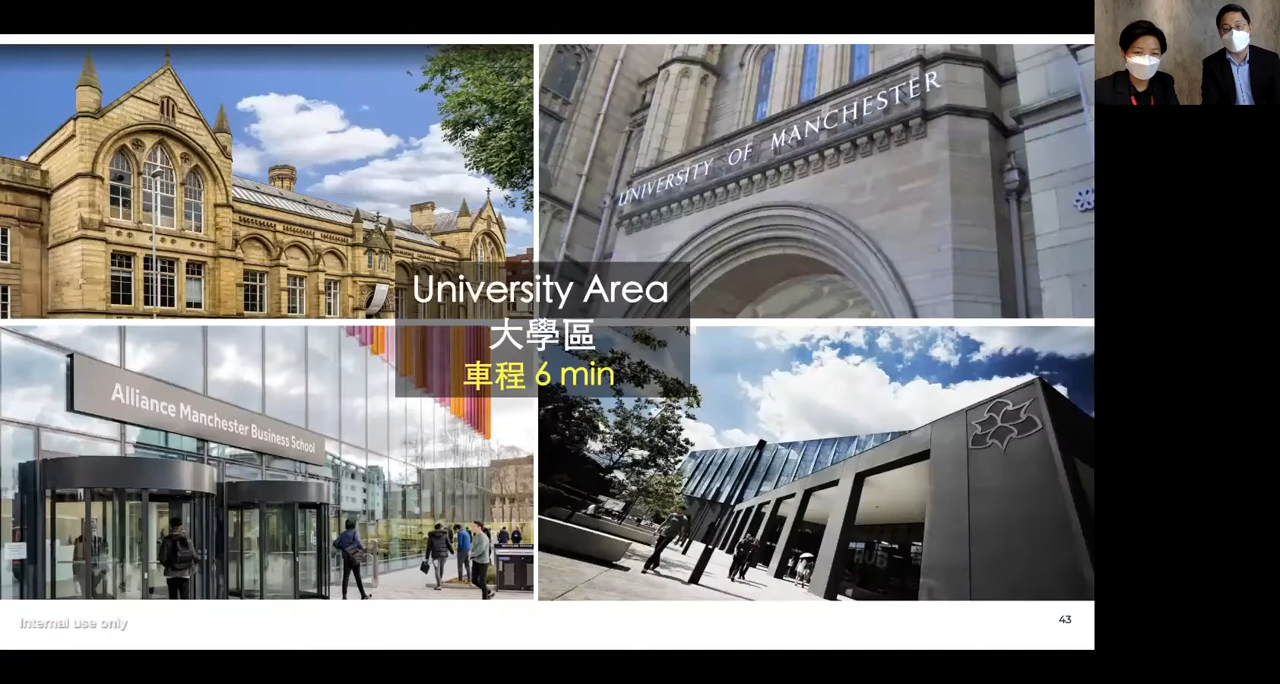 UNIVERSITY OF MANCHESTER
University Area
大學區
車程 6 min
Alliance Manchester Business School
HUB
Internal use only
43